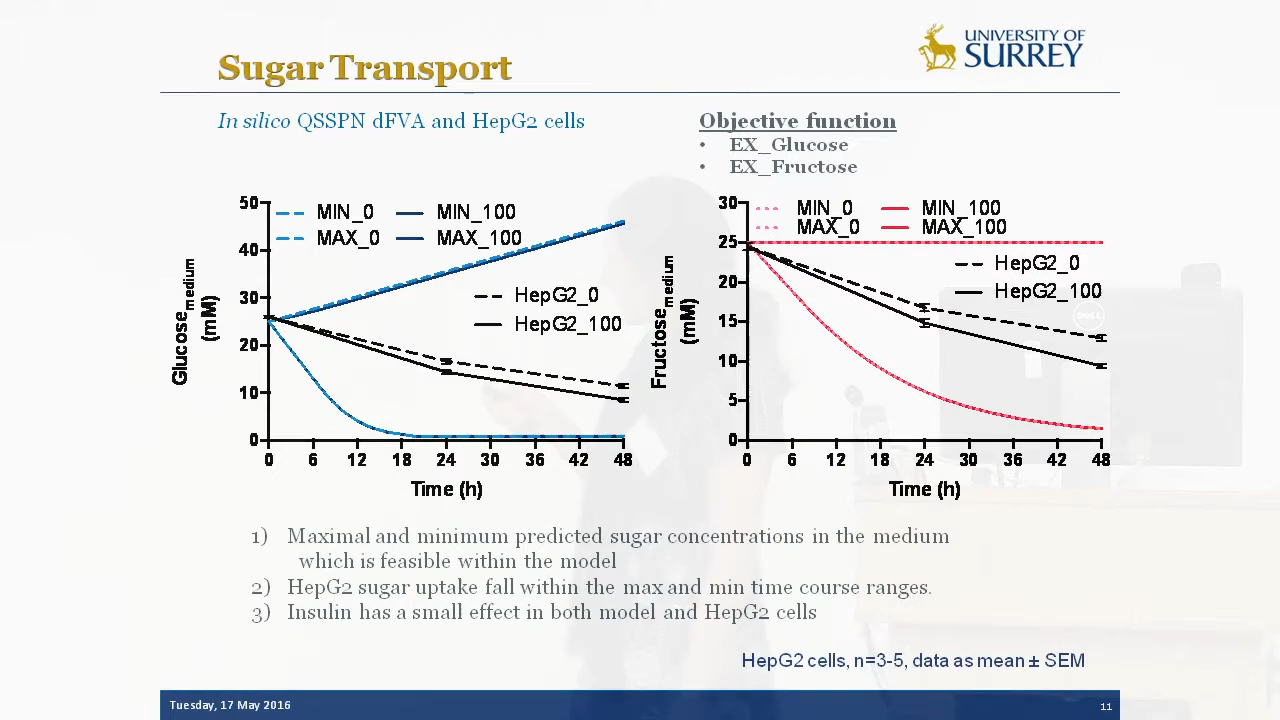 UNIVERSITY OF
SURREY
Sugar Transport
In silico QSSPN dFVA and HepG2 cells
Objective function
• EX_Glucose
• EX_Fructose
50
40
30
20
10
0
MIN_0 MIN_100
MAX_0 MAX_100
HepG2_0
HepG2_100
Glucosemedium
(mM)
0 6 12 18 24 30 36 42 48
Time (h)
30
25
20
15
10
5
0
MIN_0 MIN_100
MAX_0 MAX_100
HepG2_0
HepG2_100
Fructosemedium
(mM)
0 6 12 18 24 30 36 42 48
Time (h)
1) Maximal and minimum predicted sugar concentrations in the medium
which is feasible within the model
2) HepG2 sugar uptake fall within the max and min time course ranges.
3) Insulin has a small effect in both model and HepG2 cells
HepG2 cells, n=3-5, data as mean ± SEM
Tuesday, 17 May 2016
11
DELL